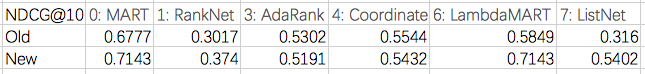 NDCG@10 0: MART 1: RankNet 3: AdaRank 4: Coordinate 6: LambdaMART 7: ListNet
Old 0.6777 0.3017 0.5302 0.5544 0.5849 0.316
New 0.7143 0.374 0.5191 0.5432 0.7143 0.5402